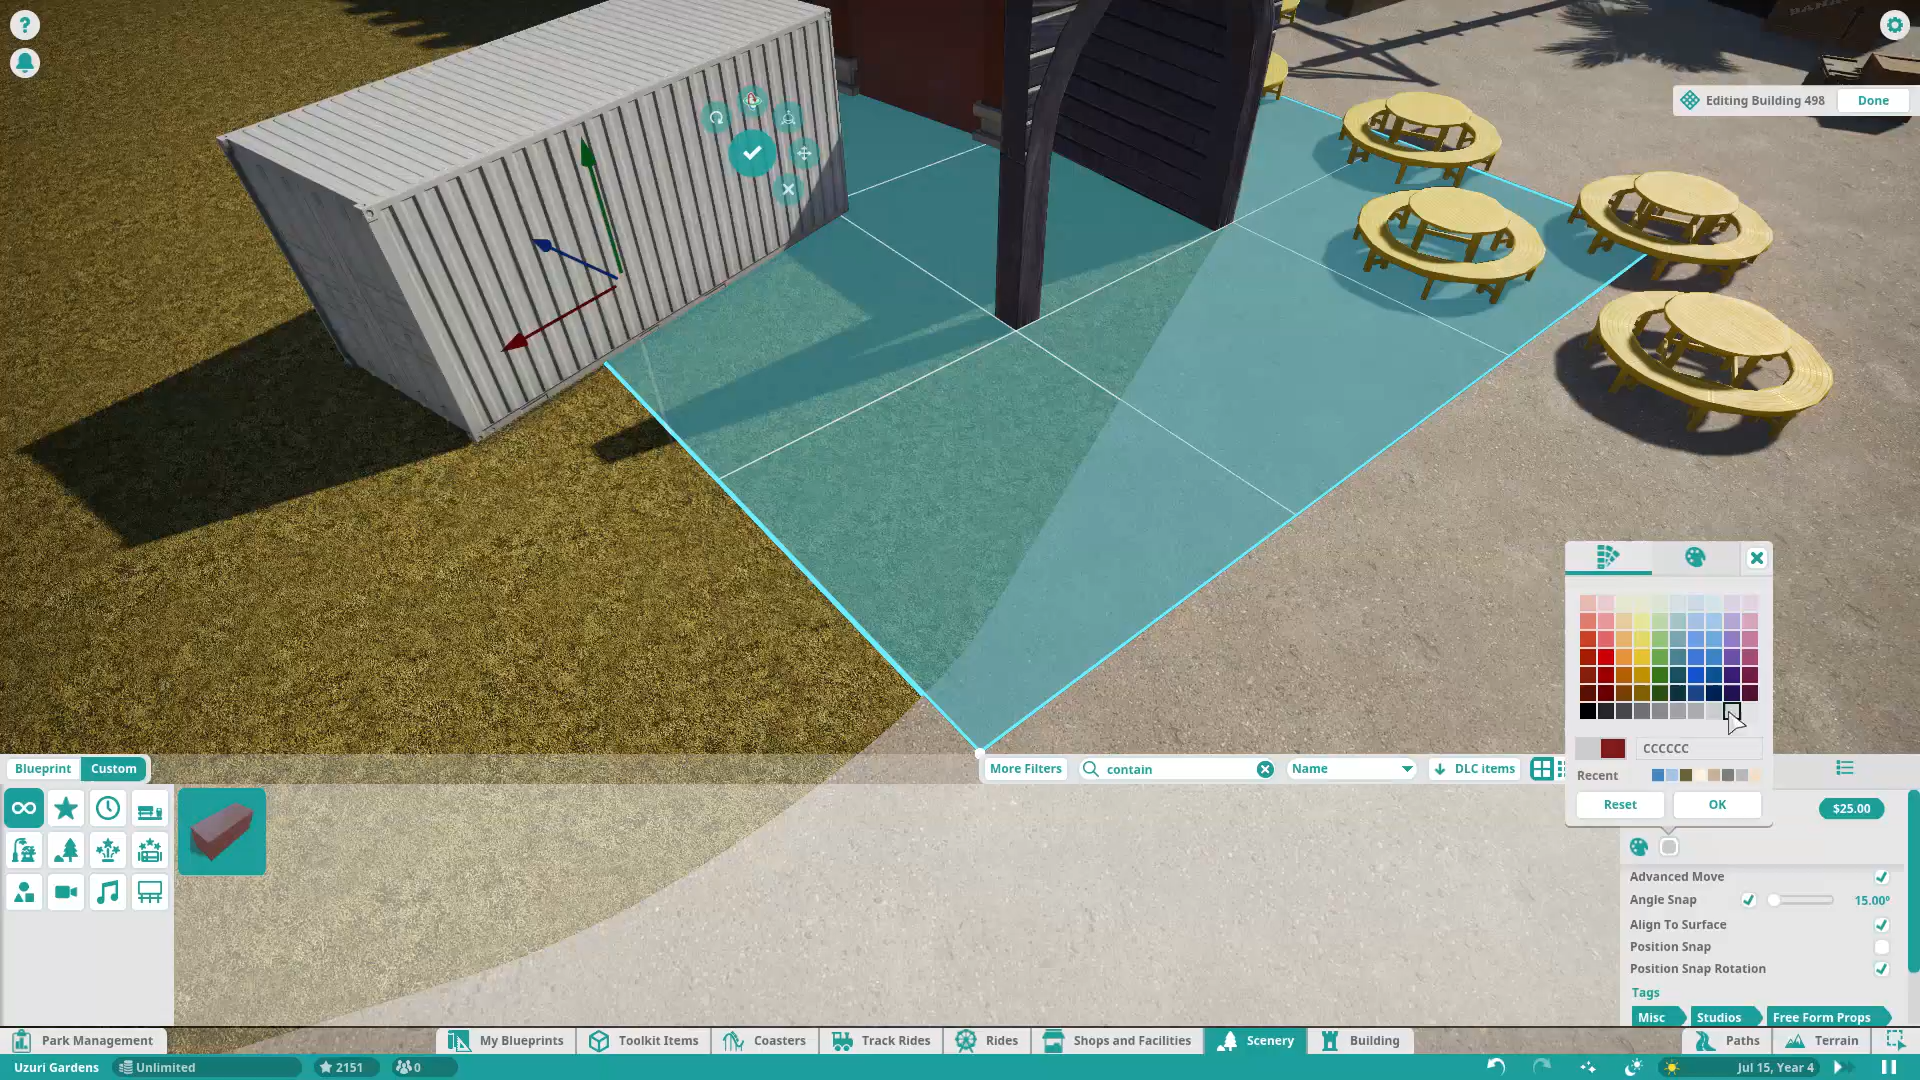 ?
Editing Building 498 Done
CCCCCC
Recent
Reset OK
Blueprint Custom
More Filters contain Name DLC items
$25.00
Advanced Move
Angle Snap 15.00°
Align To Surface
Position Snap
Position Snap Rotation
Tags
Misc Studios Free Form Props
Park Management My Blueprints Toolkit Items Coasters Track Rides Rides Shops and Facilities Scenery Building Paths Terrain
Uzuri Gardens Unlimited 2151 0 Jul 15, Year 4